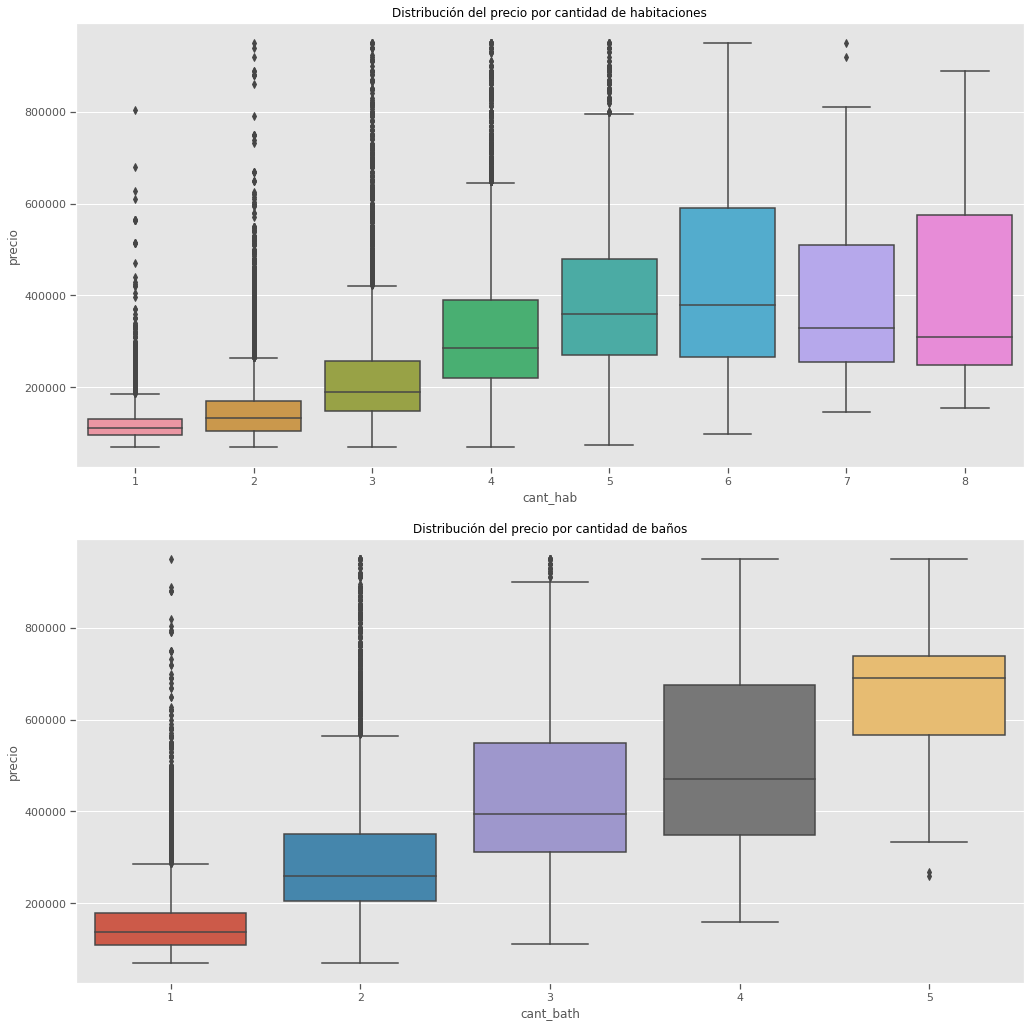 Distribución del precio por cantidad de habitaciones
800000
600000
400000
200000
precio
1 2 3 4 5 6 7 8
cant_hab
Distribución del precio por cantidad de baños
800000
600000
400000
200000
precio
1 2 3 4 5
cant_bath